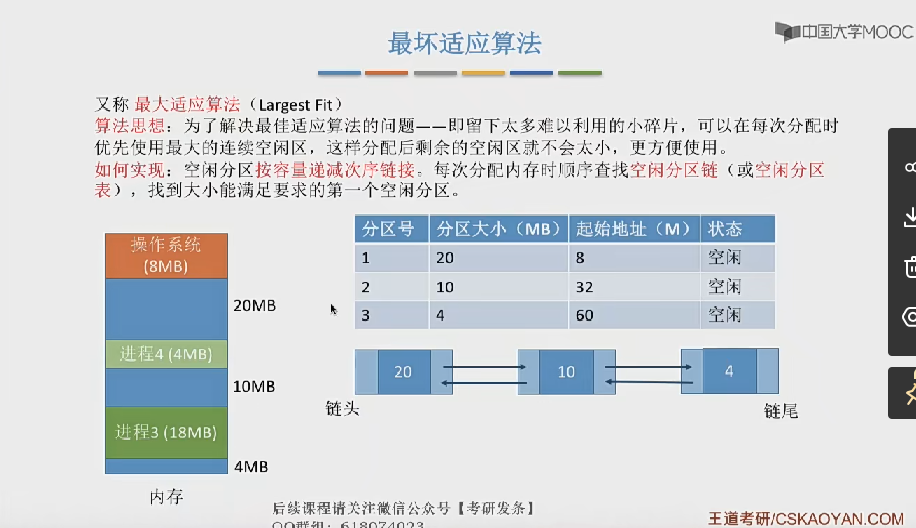 最坏适应算法
中国大学MOOC
又称 最大适应算法（Largest Fit）
算法思想：为了解决最佳适应算法的问题——即留下太多难以利用的小碎片，可以在每次分配时
优先使用最大的连续空闲区，这样分配后剩余的空闲区就不会太小，更方便使用。
如何实现：空闲分区按容量递减次序链接。每次分配内存时顺序查找空闲分区链（或空闲分区
表），找到大小能满足要求的第一个空闲分区。
操作系统
(8MB)
20MB
进程4 (4MB)
10MB
进程3 (18MB)
4MB
内存
分区号 分区大小（MB） 起始地址（M） 状态
1 20 8 空闲
2 10 32 空闲
3 4 60 空闲
20 10 4
链头
链尾
后续课程请关注微信公众号【考研发条】
QQ群组：618074023
王道考研/CSKAOYAN.COM